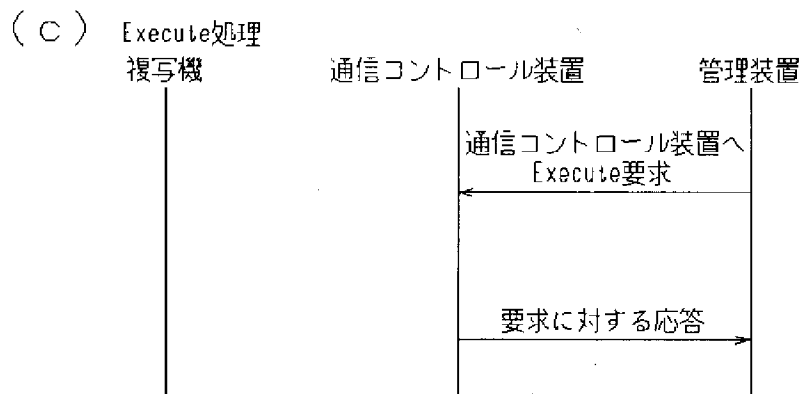 (C) Execute処理
複写機 通信コントロール装置 管理装置
通信コントロール装置へ
Execute要求
要求に対する応答